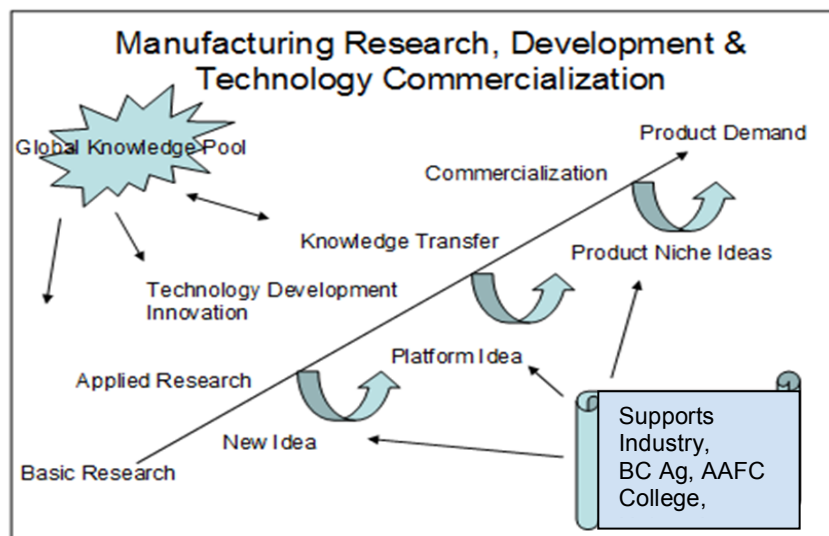 Manufacturing Research, Development &
Technology Commercialization
Global Knowledge Pool
Product Demand
Commercialization
Knowledge Transfer
Product Niche Ideas
Technology Development
Innovation
Platform Idea
Applied Research
New Idea
Basic Research
Supports
Industry,
BC Ag, AAFC
College,